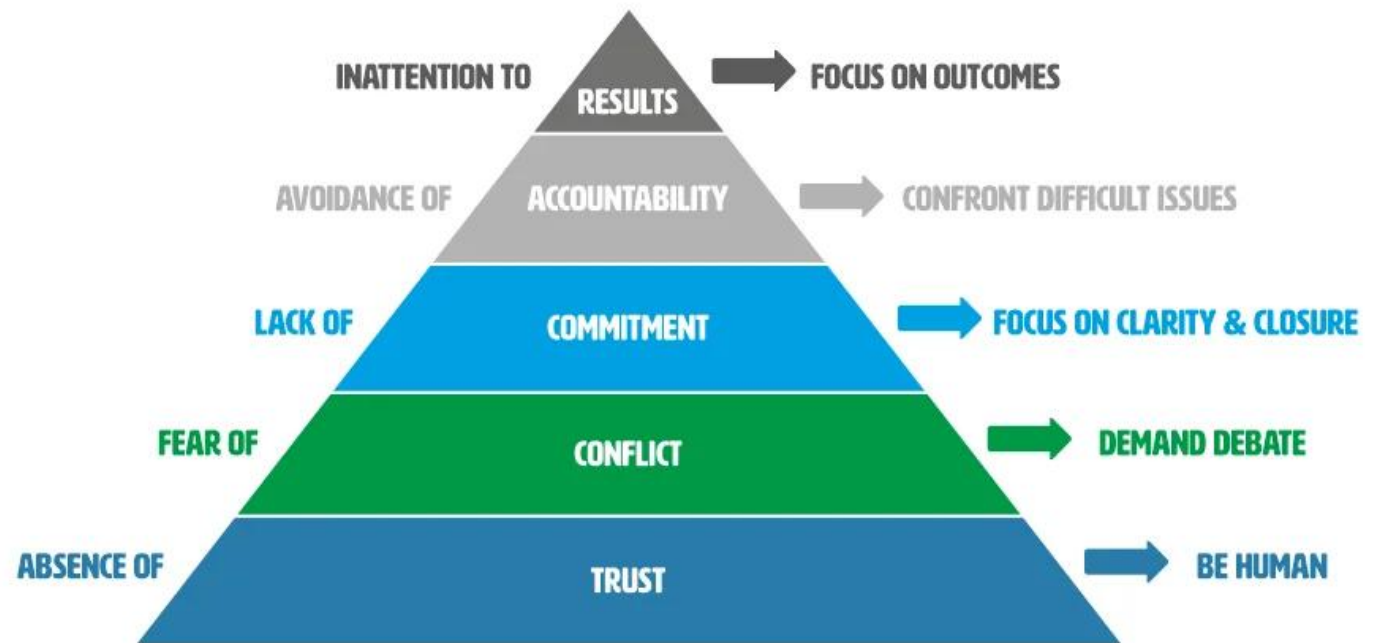 INATTENTION TO RESULTS FOCUS ON OUTCOMES
AVOIDANCE OF ACCOUNTABILITY CONFRONT DIFFICULT ISSUES
LACK OF COMMITMENT FOCUS ON CLARITY & CLOSURE
FEAR OF CONFLICT DEMAND DEBATE
ABSENCE OF TRUST BE HUMAN